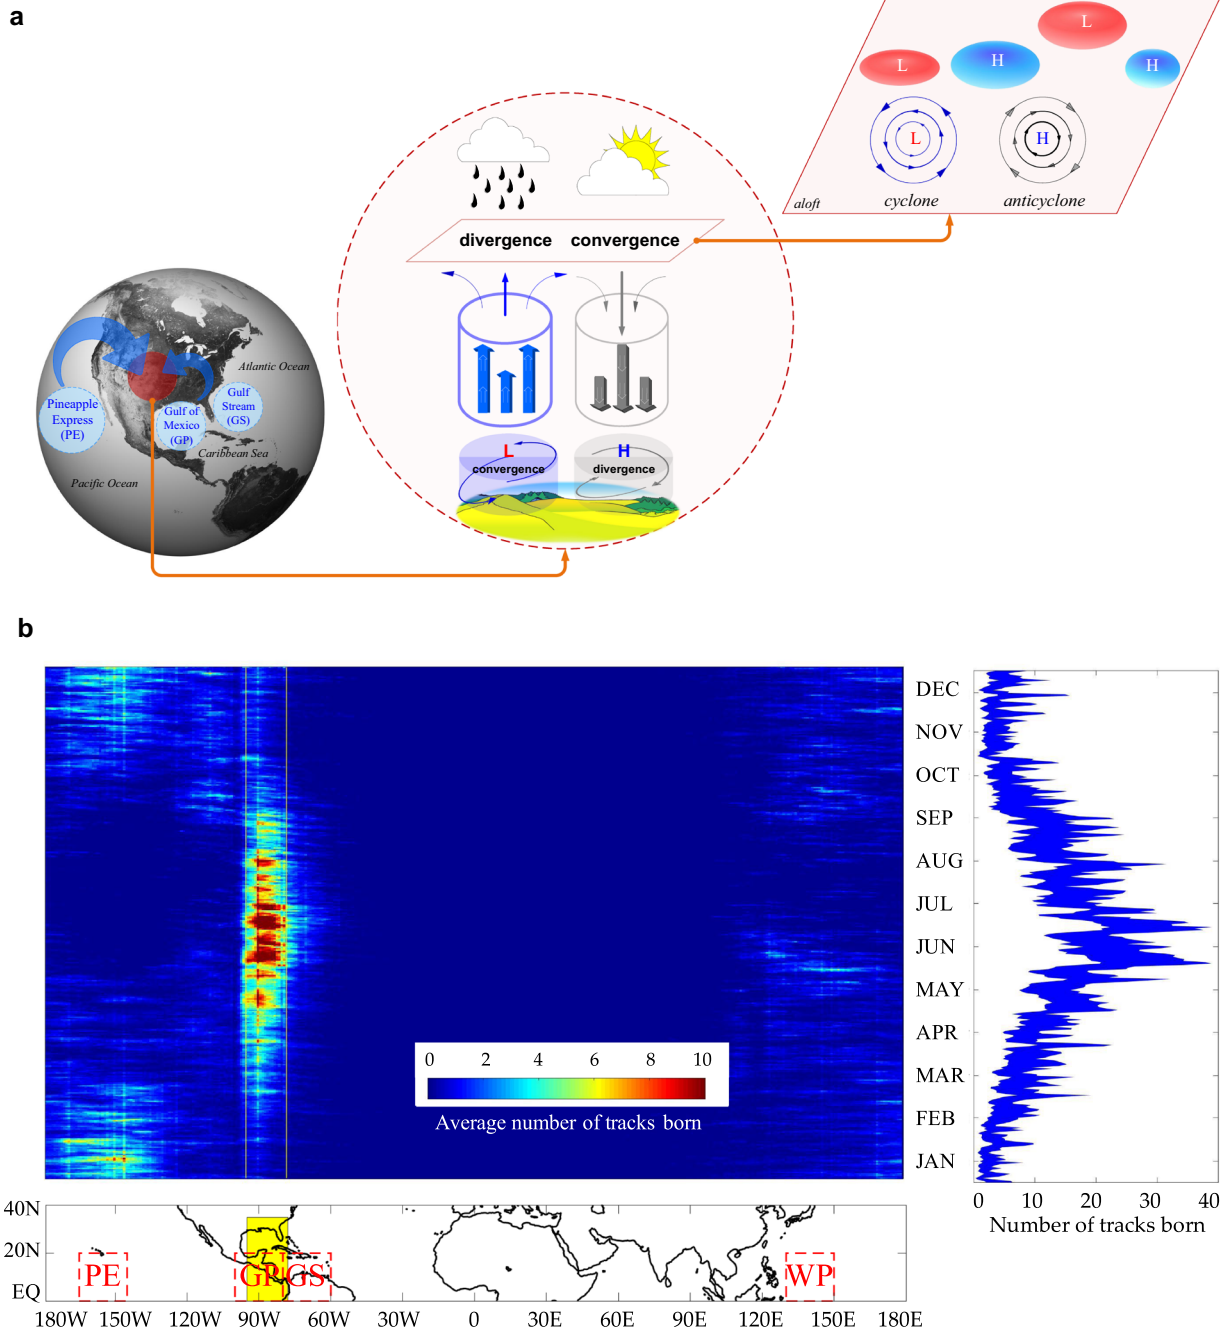 a
L
H
L
H
L
H
aloft
cyclone
anticyclone
divergence convergence
Atlantic Ocean
Pineapple
Express
(PE)
Gulf
Stream
(GS)
Gulf of
Mexico
(GP)
Caribbean Sea
Pacific Ocean
L
convergence
H
divergence
b
DEC
NOV
OCT
SEP
AUG
JUL
JUN
MAY
APR
MAR
FEB
JAN
0 2 4 6 8 10
Average number of tracks born
0 10 20 30 40
Number of tracks born
40N
20N
EQ
PE
GP
GS
WP
180W 150W 120W 90W 60W 30W 0 30E 60E 90E 120E 150E 180E